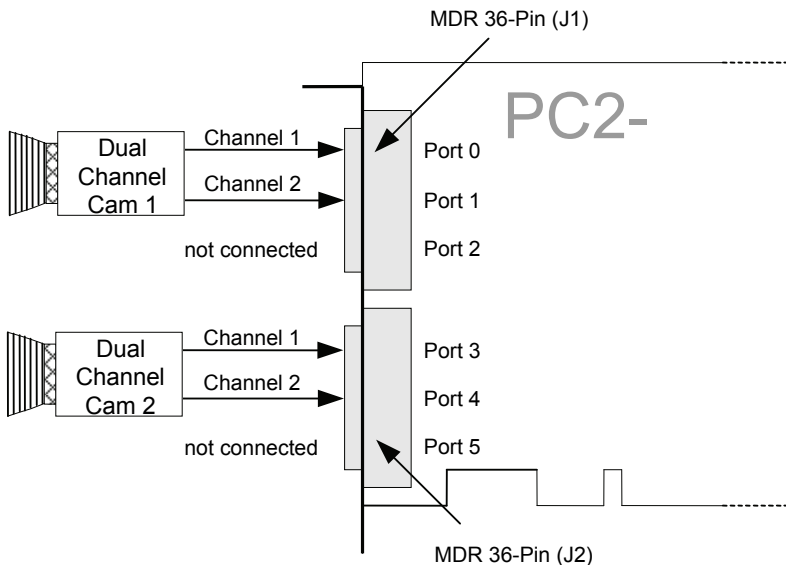 MDR 36-Pin (J1)
PC2-
Dual
Channel
Cam 1
Channel 1
Channel 2
not connected
Port 0
Port 1
Port 2
Dual
Channel
Cam 2
Channel 1
Channel 2
not connected
Port 3
Port 4
Port 5
MDR 36-Pin (J2)